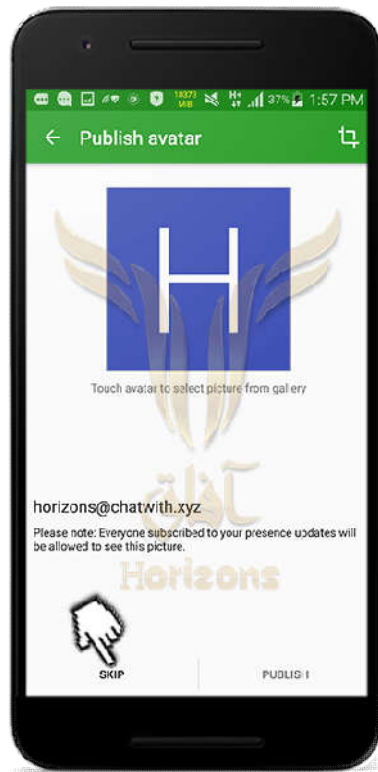 37% 1:57 PM
Publish avatar
H
Touch avatar to select picture from gallery
آفاق
horizons@chatwith.xyz
Please note: Everyone subscribed to your presence updates will
be allowed to see this picture.
Horizons
SKIP
PUBLISH